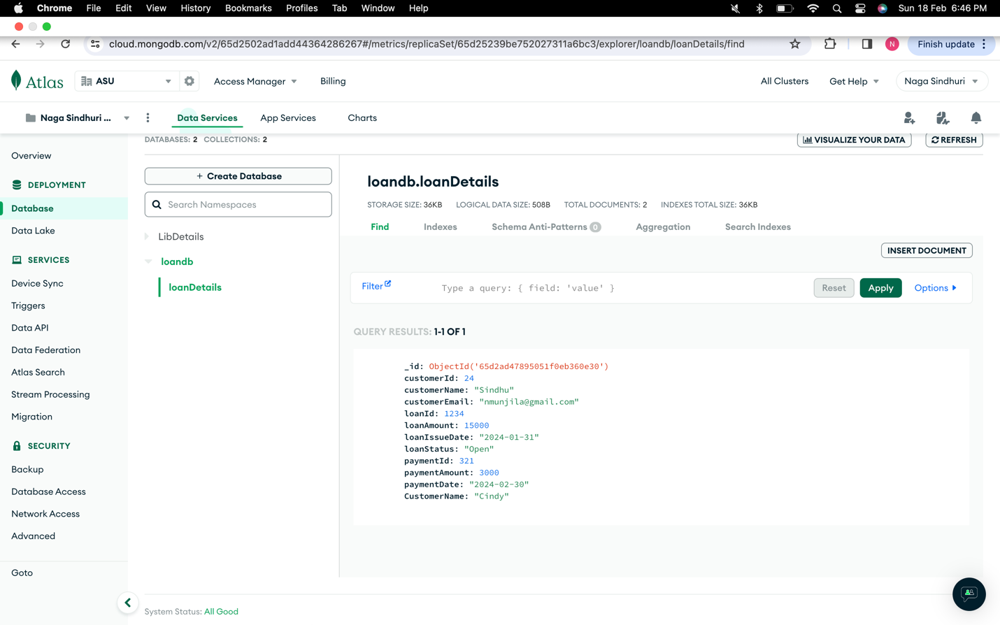 Chrome File Edit View History Bookmarks Profiles Tab Window Help Sun 18 Feb 6:46 PM
cloud.mongodb.com/v2/65d2502ad1add44364286267#/metrics/replicaSet/65d25239be752027311a6bc3/explorer/loandb/loanDetails/find N Finish update
Atlas ASU Access Manager Billing All Clusters Get Help Naga Sindhuri
Naga Sindhuri ... Data Services App Services Charts
DATABASES: 2 COLLECTIONS: 2 VISUALIZE YOUR DATA REFRESH
Overview
DEPLOYMENT
Database
Data Lake
SERVICES
Device Sync
Triggers
Data API
Data Federation
Atlas Search
Stream Processing
Migration
SECURITY
Backup
Database Access
Network Access
Advanced
Goto
+ Create Database
Search Namespaces
LibDetails
loandb
loanDetails
loandb.loanDetails
STORAGE SIZE: 36KB LOGICAL DATA SIZE: 508B TOTAL DOCUMENTS: 2 INDEXES TOTAL SIZE: 36KB
Find Indexes Schema Anti-Patterns 0 Aggregation Search Indexes
INSERT DOCUMENT
Filter Type a query: { field: 'value' } Reset Apply Options
QUERY RESULTS: 1-1 OF 1
_id: ObjectId('65d2ad47895051f0eb360e30')
customerId: 24
customerName: "Sindhu"
customerEmail: "nmunjila@gmail.com"
loanId: 1234
loanAmount: 15000
loanIssueDate: "2024-01-31"
loanStatus: "Open"
paymentId: 321
paymentAmount: 3000
paymentDate: "2024-02-30"
CustomerName: "Cindy"
System Status: All Good